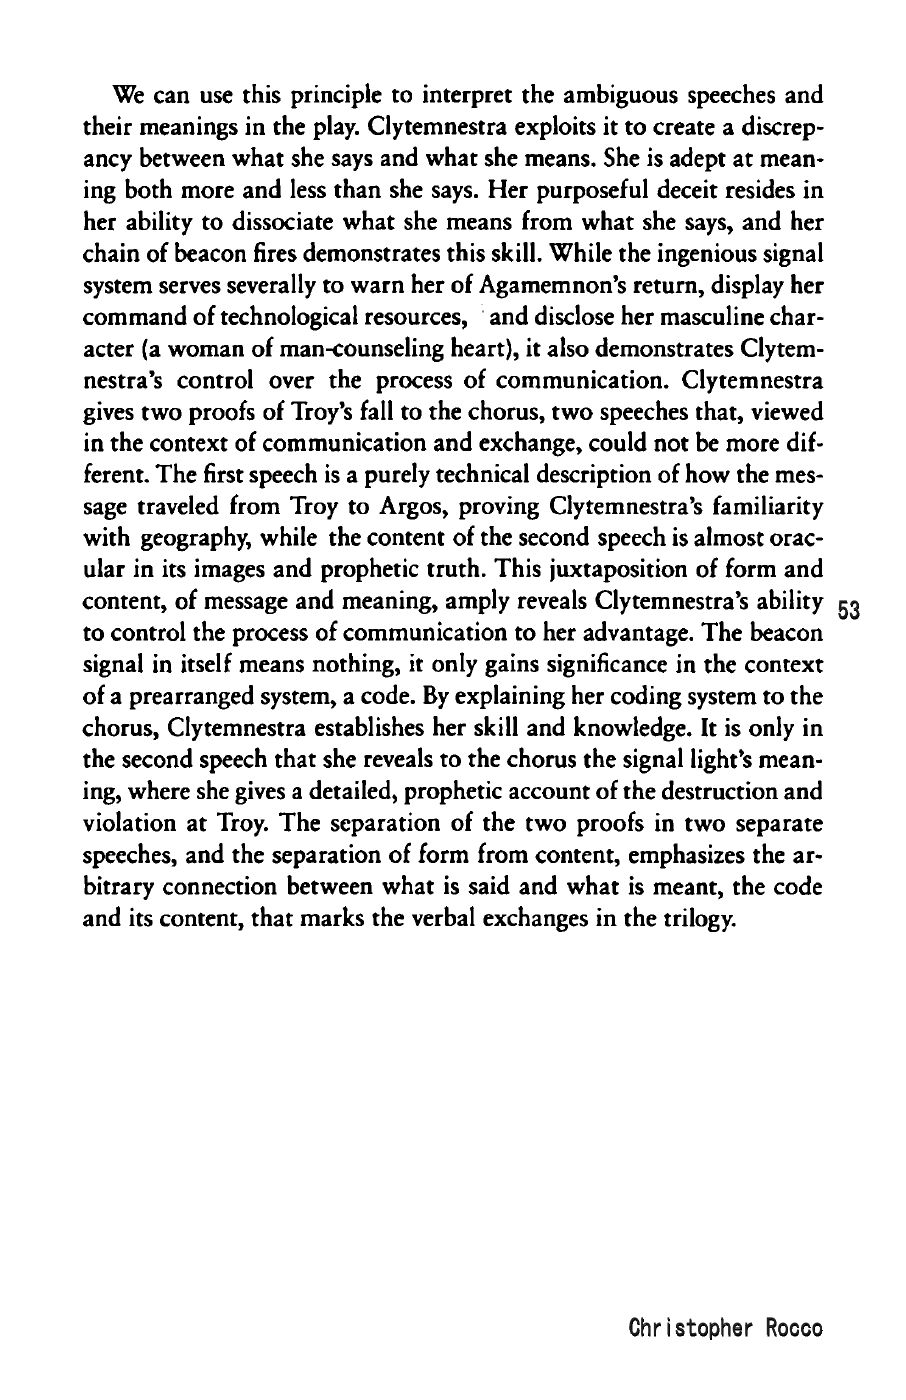 We can use this principle to interpret the ambiguous speeches and
their meanings in the play. Clytemnestra exploits it to create a discrep-
ancy between what she says and what she means. She is adept at mean-
ing both more and less than she says. Her purposeful deceit resides in
her ability to dissociate what she means from what she says, and her
chain of beacon fires demonstrates this skill. While the ingenious signal
system serves severally to warn her of Agamemnon's return, display her
command of technological resources, and disclose her masculine char-
acter (a woman of man-counseling heart), it also demonstrates Clytem-
nestra's control over the process of communication. Clytemnestra
gives two proofs of Troy's fall to the chorus, two speeches that, viewed
in the context of communication and exchange, could not be more dif-
ferent. The first speech is a purely technical description of how the mes-
sage traveled from Troy to Argos, proving Clytemnestra's familiarity
with geography, while the content of the second speech is almost orac-
ular in its images and prophetic truth. This juxtaposition of form and
content, of message and meaning, amply reveals Clytemnestra's ability
53
to control the process of communication to her advantage. The beacon
signal in itself means nothing, it only gains significance in the context
of a prearranged system, a code. By explaining her coding system to the
chorus, Clytemnestra establishes her skill and knowledge. It is only in
the second speech that she reveals to the chorus the signal light's mean-
ing, where she gives a detailed, prophetic account of the destruction and
violation at Troy. The separation of the two proofs in two separate
speeches, and the separation of form from content, emphasizes the ar-
bitrary connection between what is said and what is meant, the code
and its content, that marks the verbal exchanges in the trilogy.
Christopher Rocco